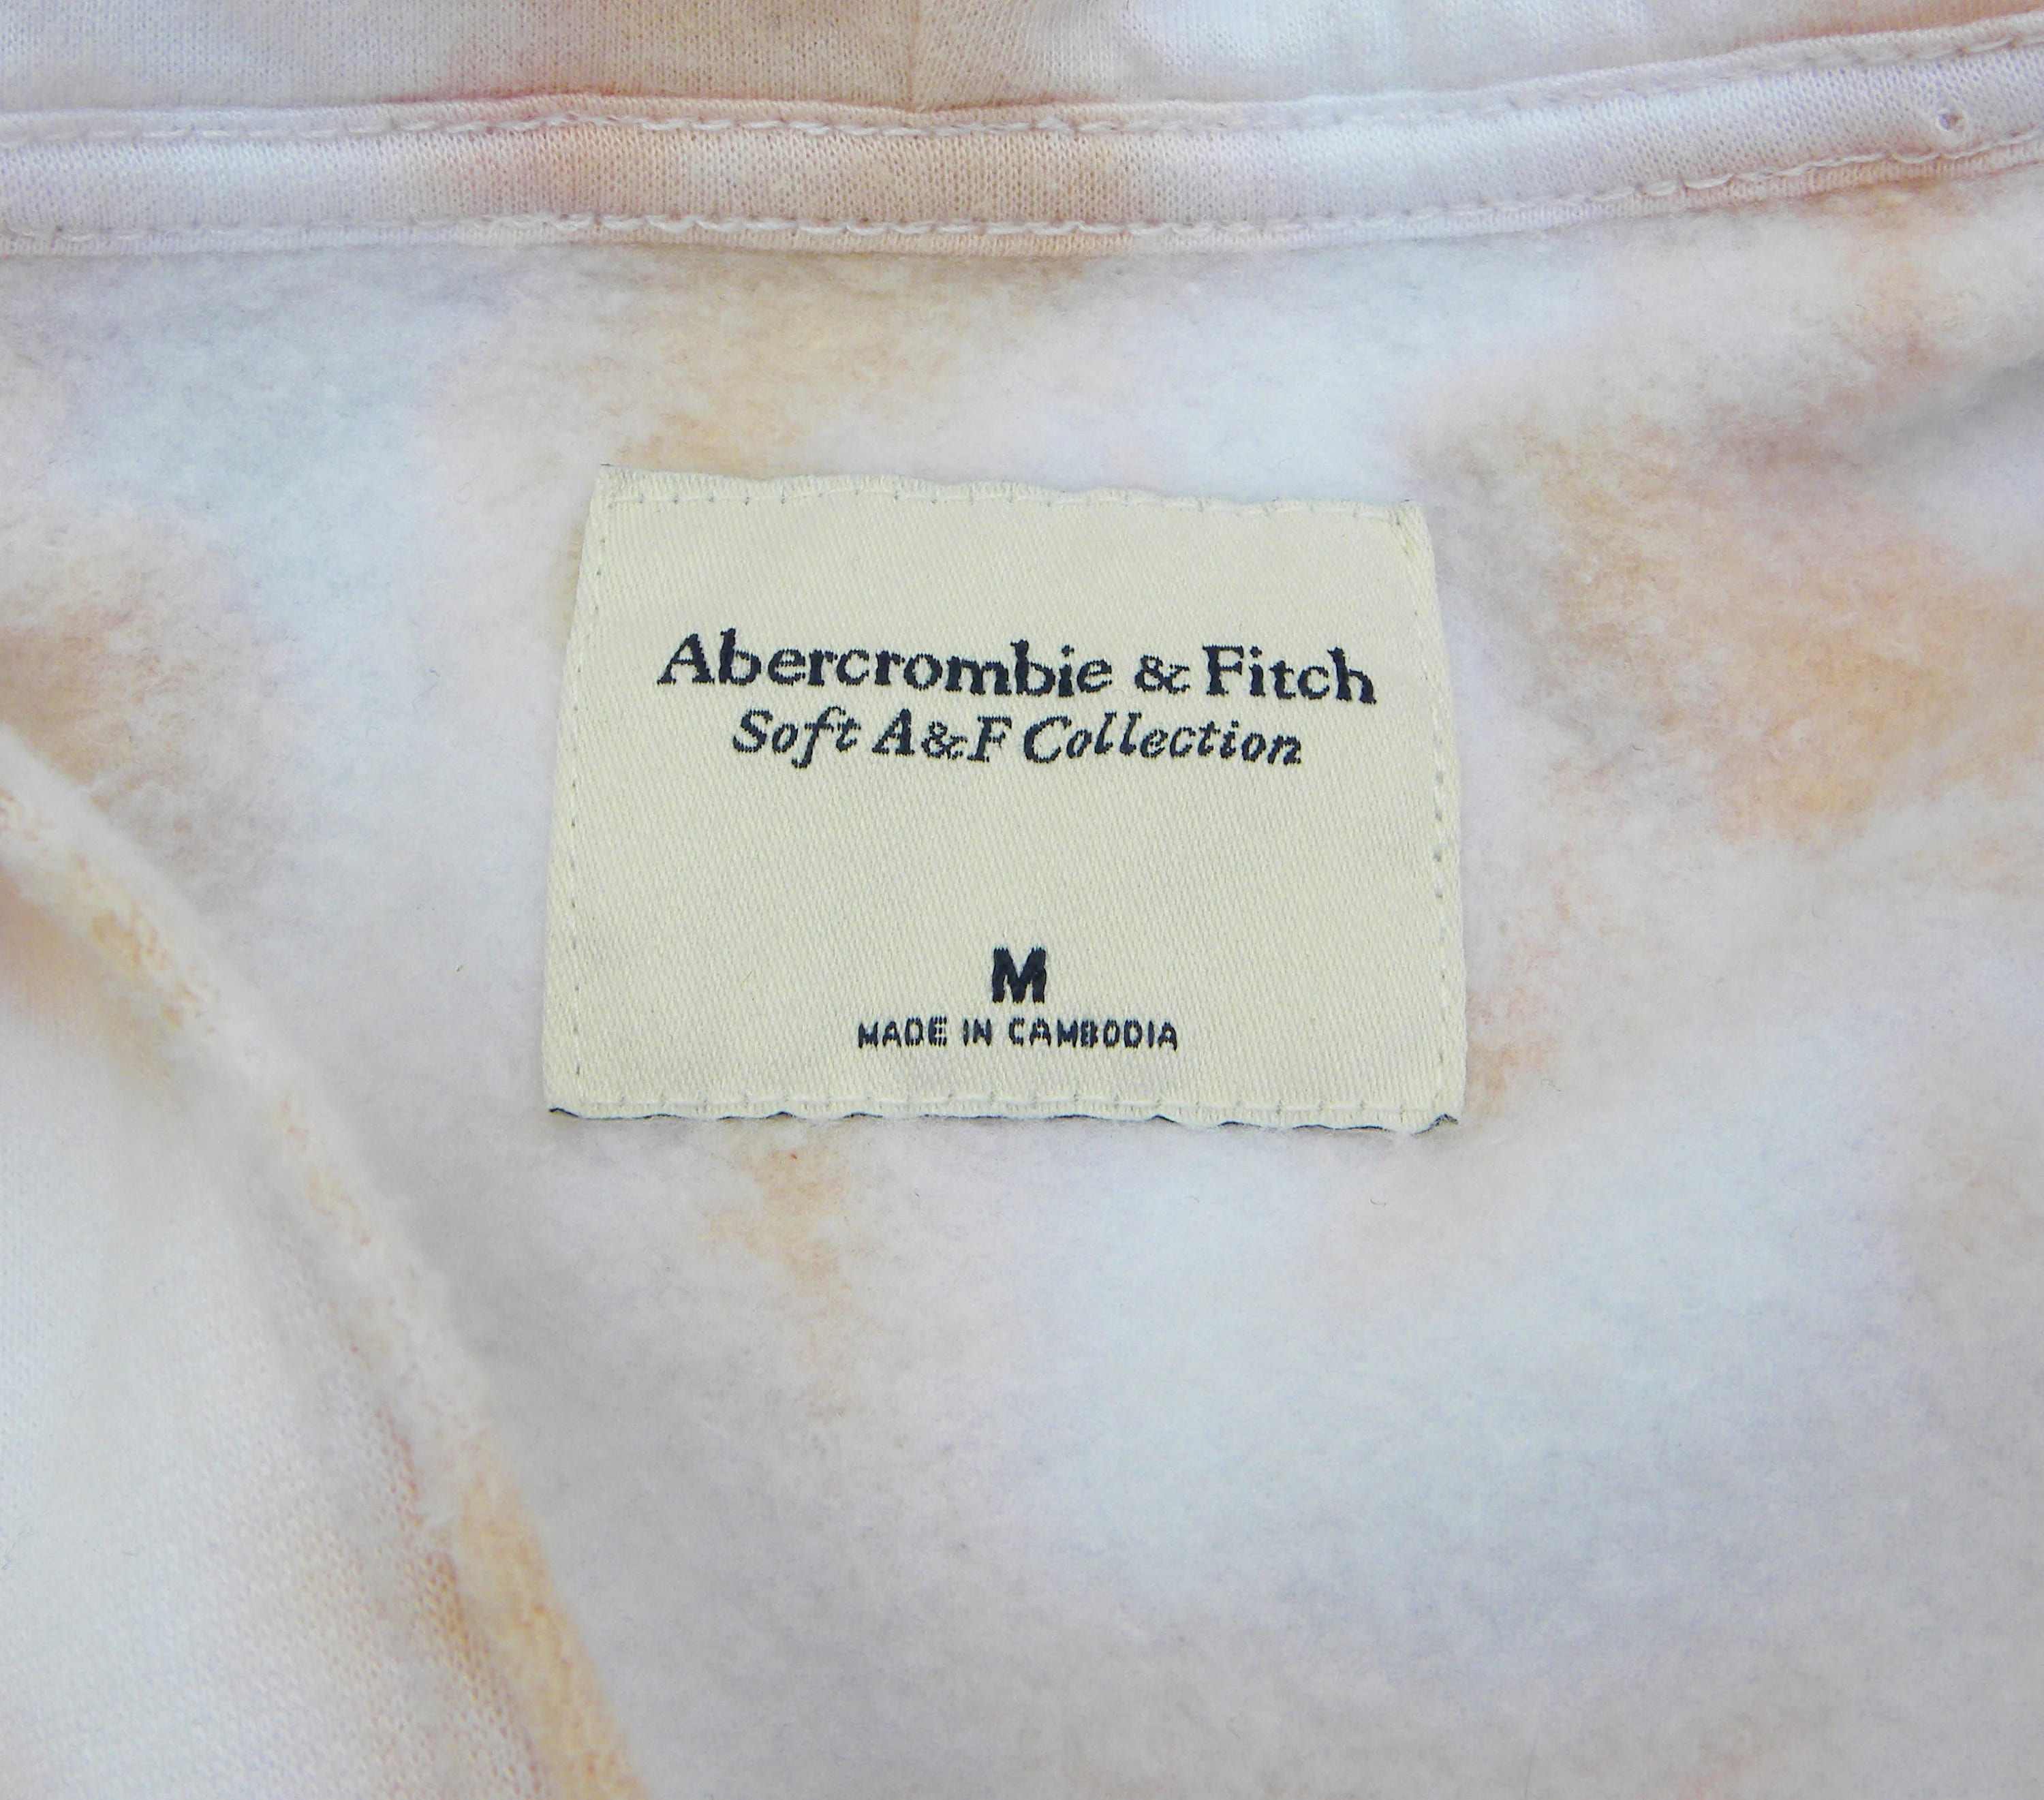 Abercrombie & Fitch
Soft A&F Collection
M
MADE IN CAMBODIA